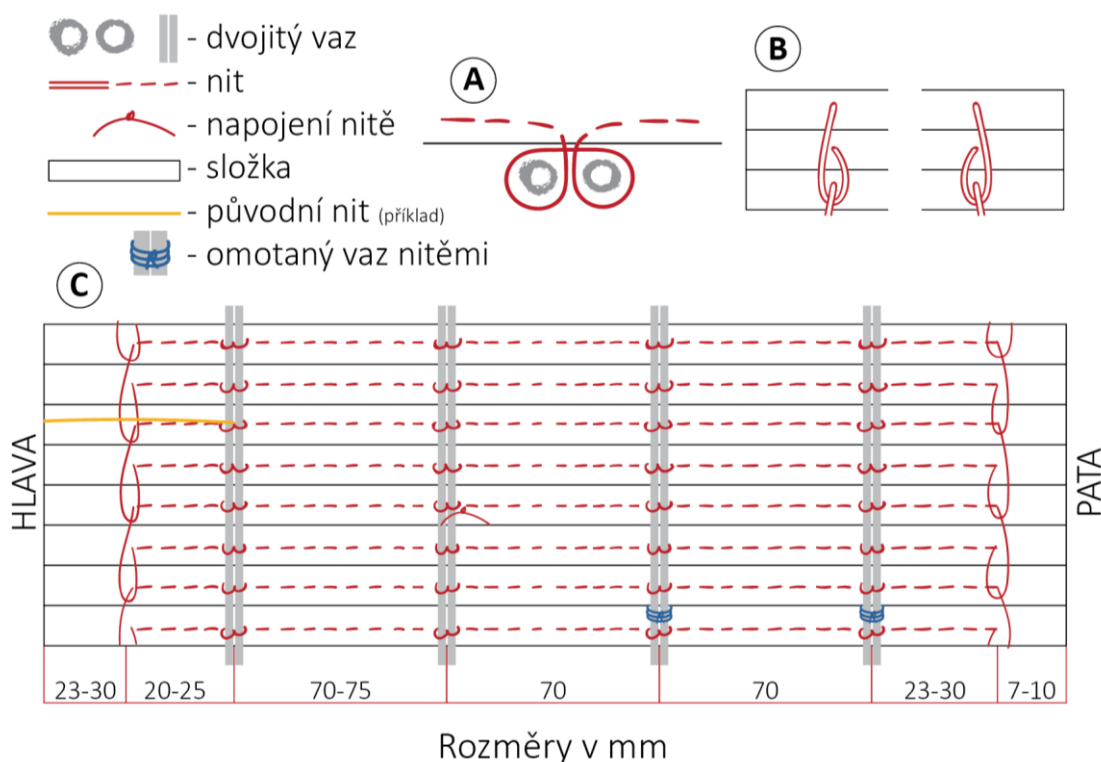 - dvojitý vaz
- nit
- napojení nitě
- složka
- původní nit (příklad)
- omotaný vaz nitěmi
A
B
C
HLAVA
PATA
23-30 20-25 70-75 70 70 23-30 7-10
Rozměry v mm